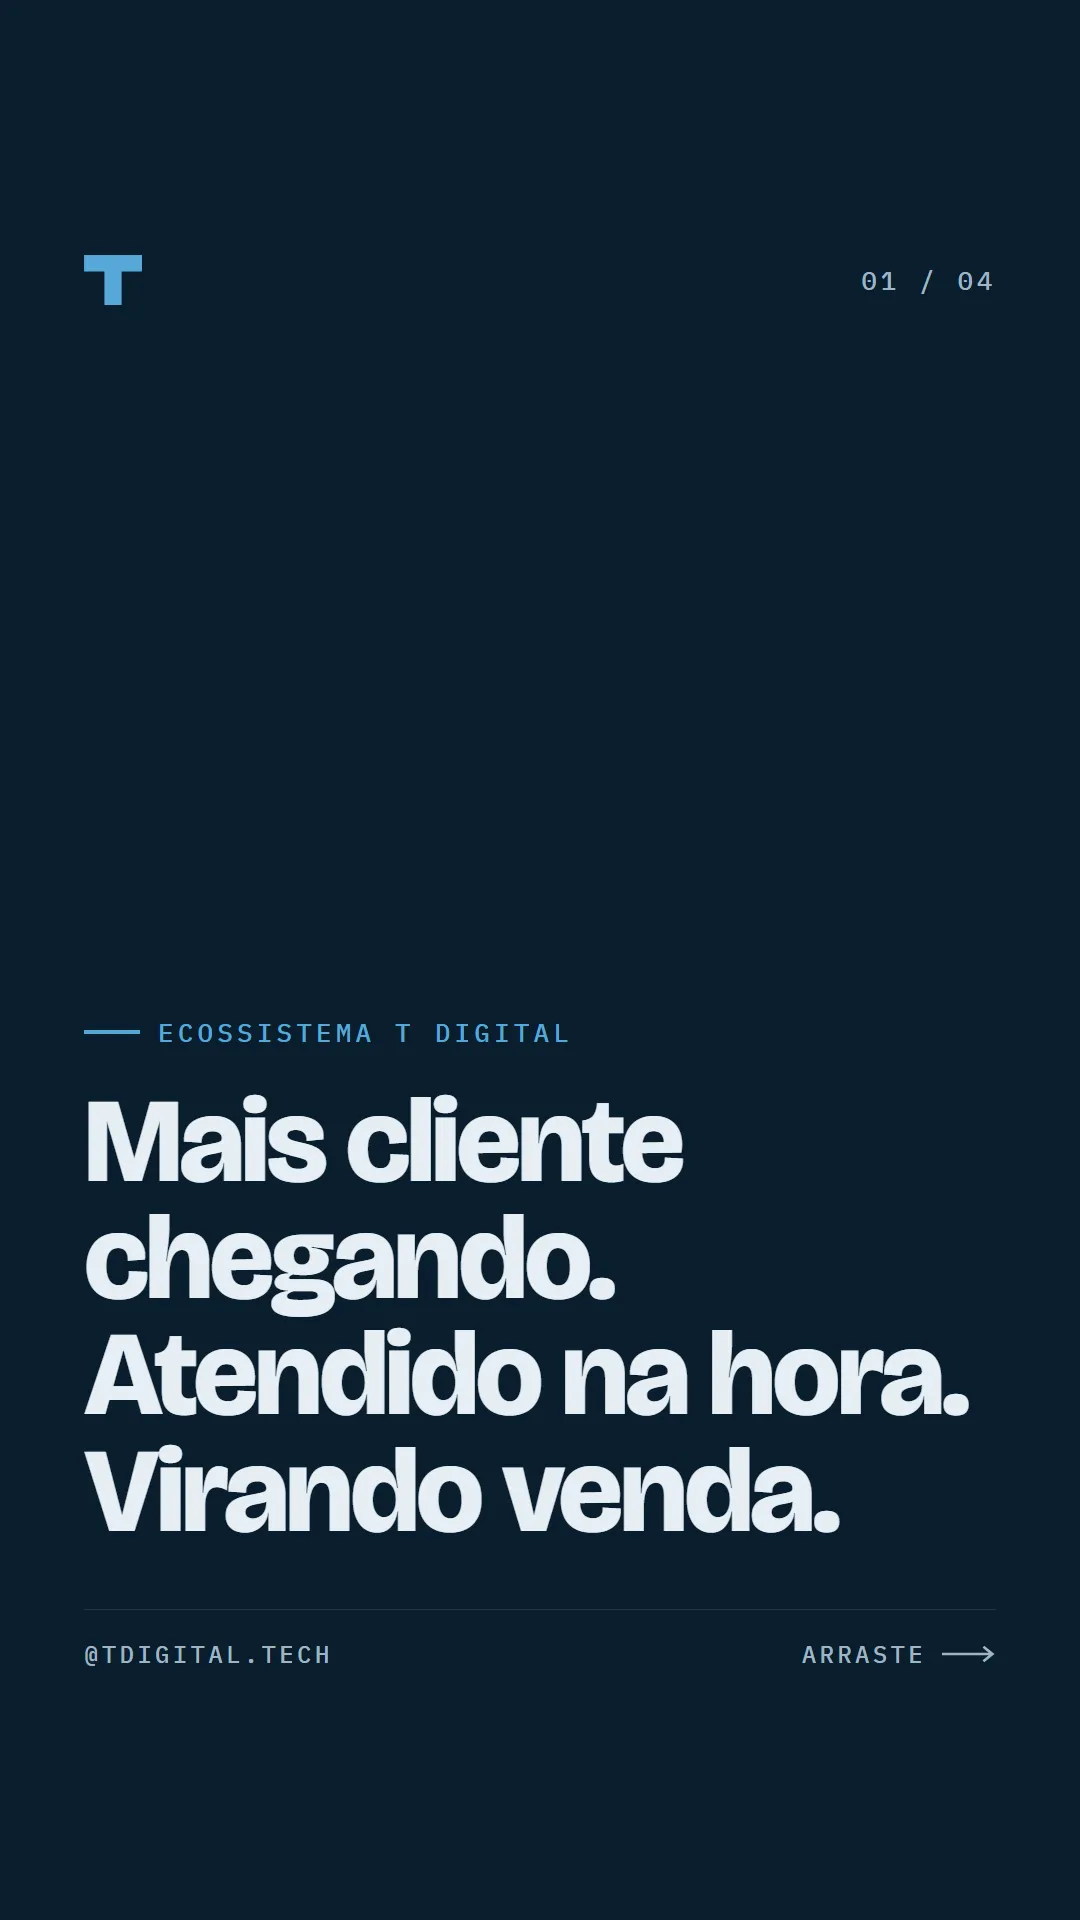 T
01 / 04
ECOSSISTEMA T DIGITAL
Mais cliente
chegando.
Atendido na hora.
Virando venda.
@TDIGITAL.TECH
ARRASTE